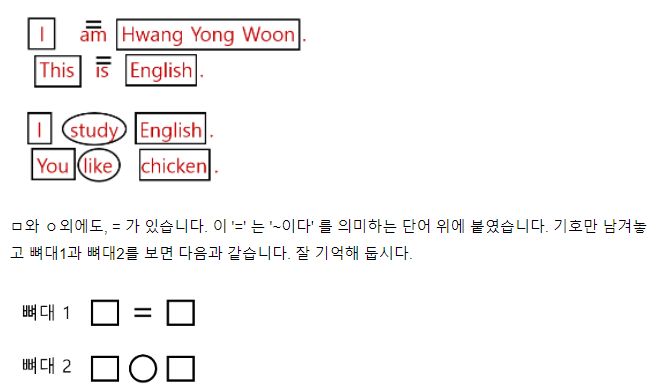 I am Hwang Yong Woon.
This is English.
I study English.
You like chicken.
ㅁ와 ㅇ외에도, = 가 있습니다. 이 '=' 는 '~이다' 를 의미하는 단어 위에 붙였습니다. 기호만 남겨놓
고 뼈대1과 뼈대2를 보면 다음과 같습니다. 잘 기억해 둡시다.
뼈대 1 □ = □
뼈대 2 □ ○ □